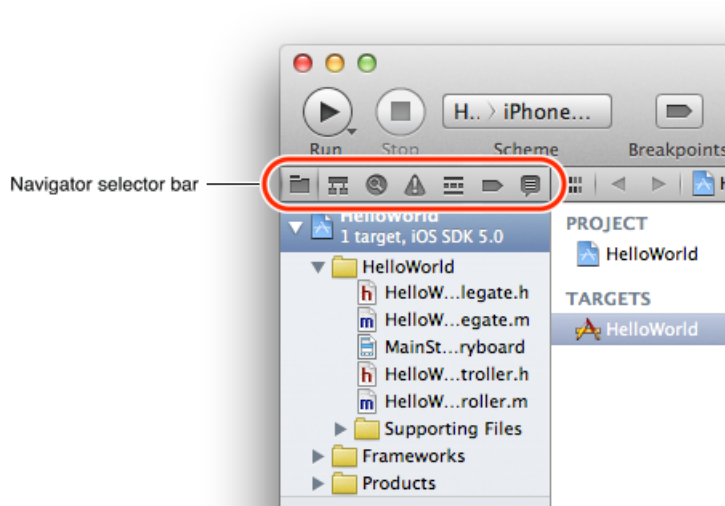 H.. 〉 iPhone...
Run Stop Scheme Breakpoints
Navigator selector bar
HelloWorld
1 target, iOS SDK 5.0
HelloWorld
h HelloW...legate.h
m HelloW...egate.m
MainSt...ryboard
h HelloW...troller.h
m HelloW...roller.m
Supporting Files
Frameworks
Products
PROJECT
HelloWorld
TARGETS
HelloWorld